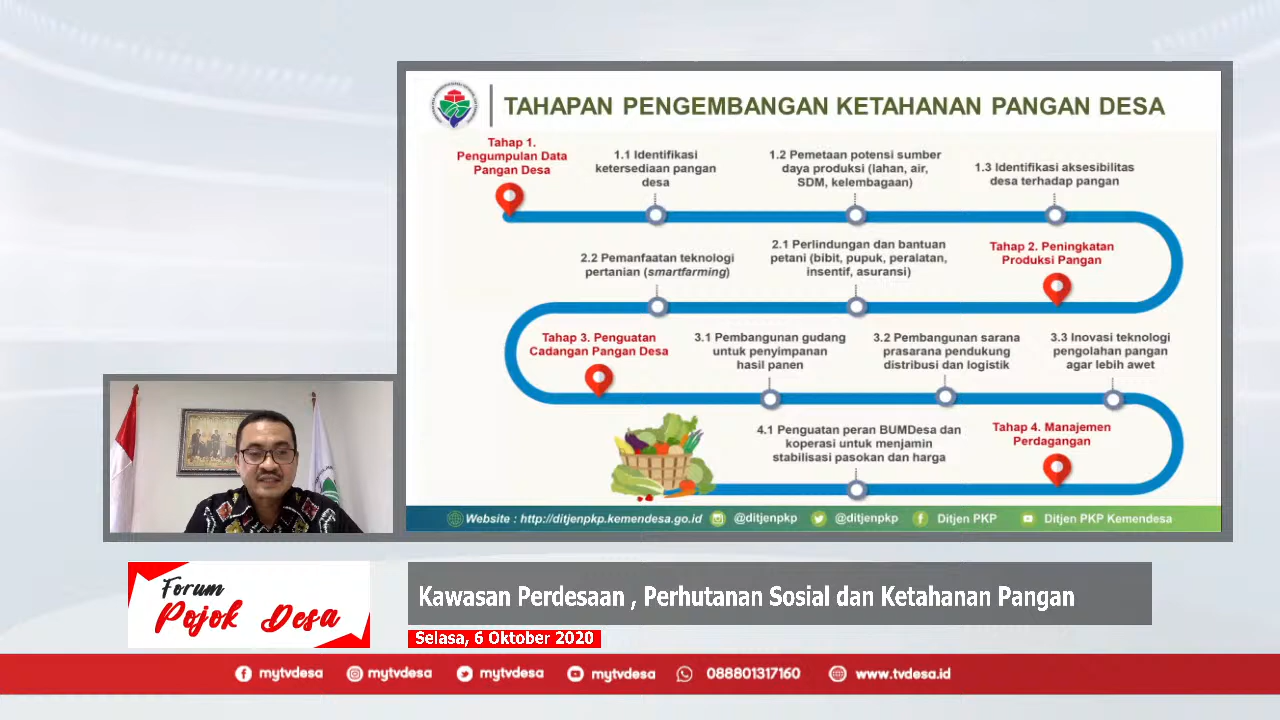 TAHAPAN PENGEMBANGAN KETAHANAN PANGAN DESA
Tahap 1.
Pengumpulan Data
Pangan Desa
1.1 Identifikasi
ketersediaan pangan
desa
1.2 Pemetaan potensi sumber
daya produksi (lahan, air,
SDM, kelembagaan)
1.3 Identifikasi aksesibilitas
desa terhadap pangan
Tahap 2. Peningkatan
Produksi Pangan
2.1 Perlindungan dan bantuan
petani (bibit, pupuk, peralatan,
insentif, asuransi)
2.2 Pemanfaatan teknologi
pertanian (smartfarming)
Tahap 3. Penguatan
Cadangan Pangan Desa
3.1 Pembangunan gudang
untuk penyimpanan
hasil panen
3.2 Pembangunan sarana
prasarana pendukung
distribusi dan logistik
3.3 Inovasi teknologi
pengolahan pangan
agar lebih awet
Tahap 4. Manajemen
Perdagangan
4.1 Penguatan peran BUMDesa dan
koperasi untuk menjamin
stabilisasi pasokan dan harga
Website : http://ditjenpkp.kemendesa.go.id @ditjenpkp @ditjenpkp Ditjen PKP Ditjen PKP Kemendesa
Forum
Pojok Desa
Kawasan Perdesaan , Perhutanan Sosial dan Ketahanan Pangan
Selasa, 6 Oktober 2020
mytvdesa mytvdesa mytvdesa mytvdesa 088801317160 www.tvdesa.id